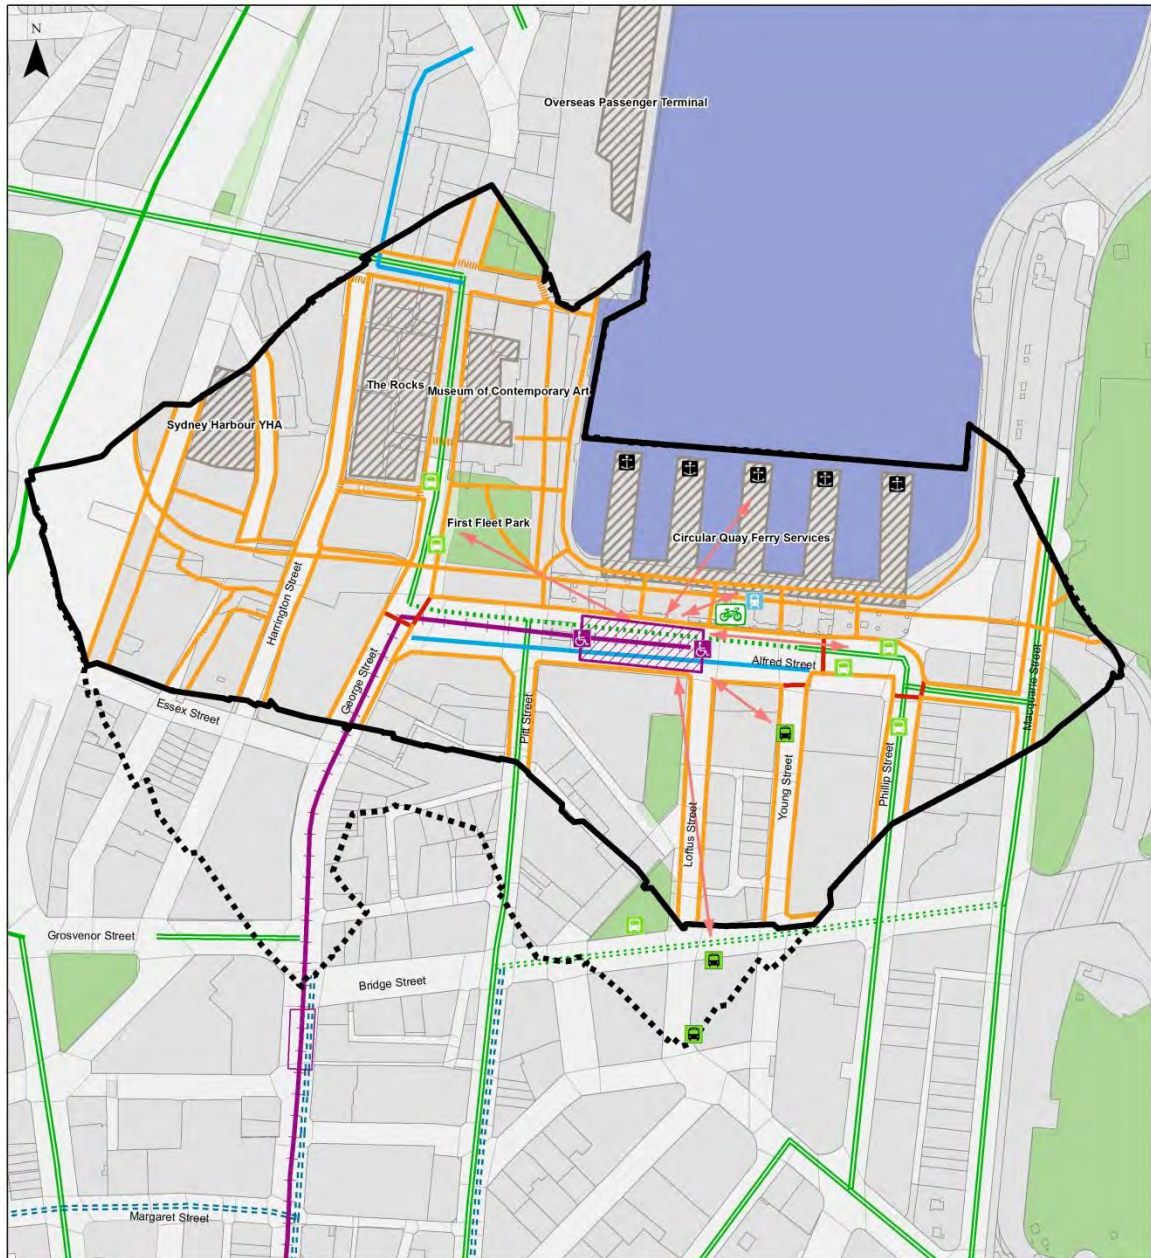 N
Overseas Passenger Terminal
The Rocks
Museum of Contemporary Art
Sydney Harbour YHA
First Fleet Park
Circular Quay Ferry Services
Harrington Street
George Street
Alfred Street
Macquarie Street
Essex Street
Pitt Street
Phillip Street
Young Street
Loftus Street
Grosvenor Street
Bridge Street
Margaret Street